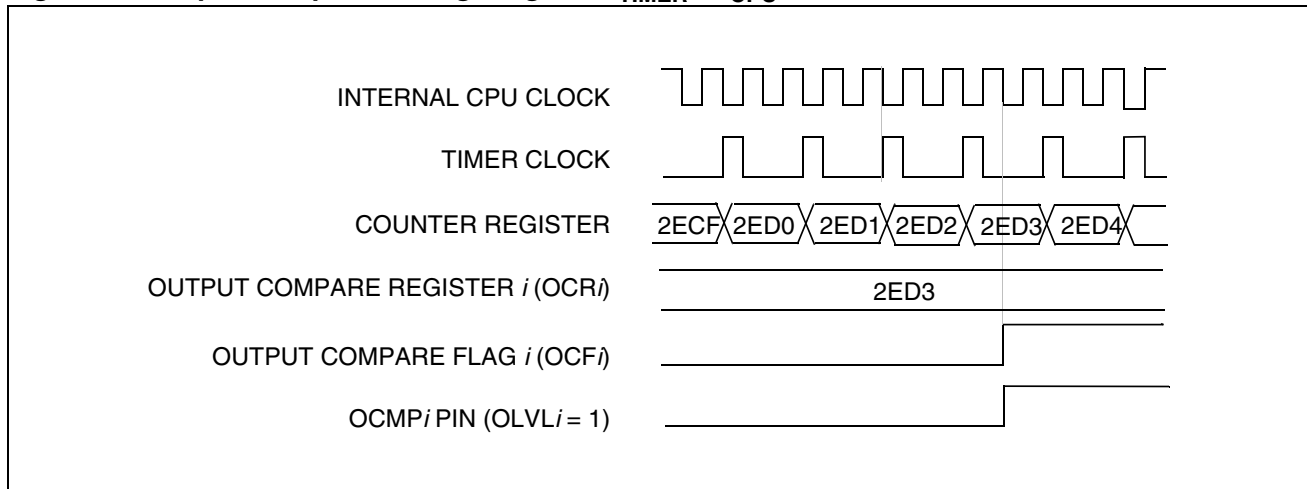 INTERNAL CPU CLOCK
TIMER CLOCK
COUNTER REGISTER 2ECF 2ED0 2ED1 2ED2 2ED3 2ED4
OUTPUT COMPARE REGISTER i (OCRi) 2ED3
OUTPUT COMPARE FLAG i (OCFi)
OCMPi PIN (OLVLi = 1)